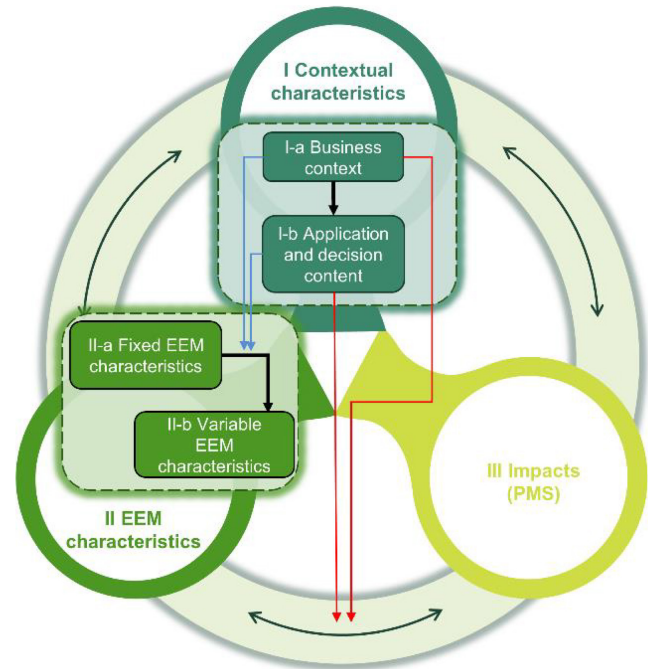 I Contextual
characteristics
I-a Business
context
I-b Application
and decision
content
II-a Fixed EEM
characteristics
II-b Variable
EEM
characteristics
II EEM
characteristics
III Impacts
(PMS)